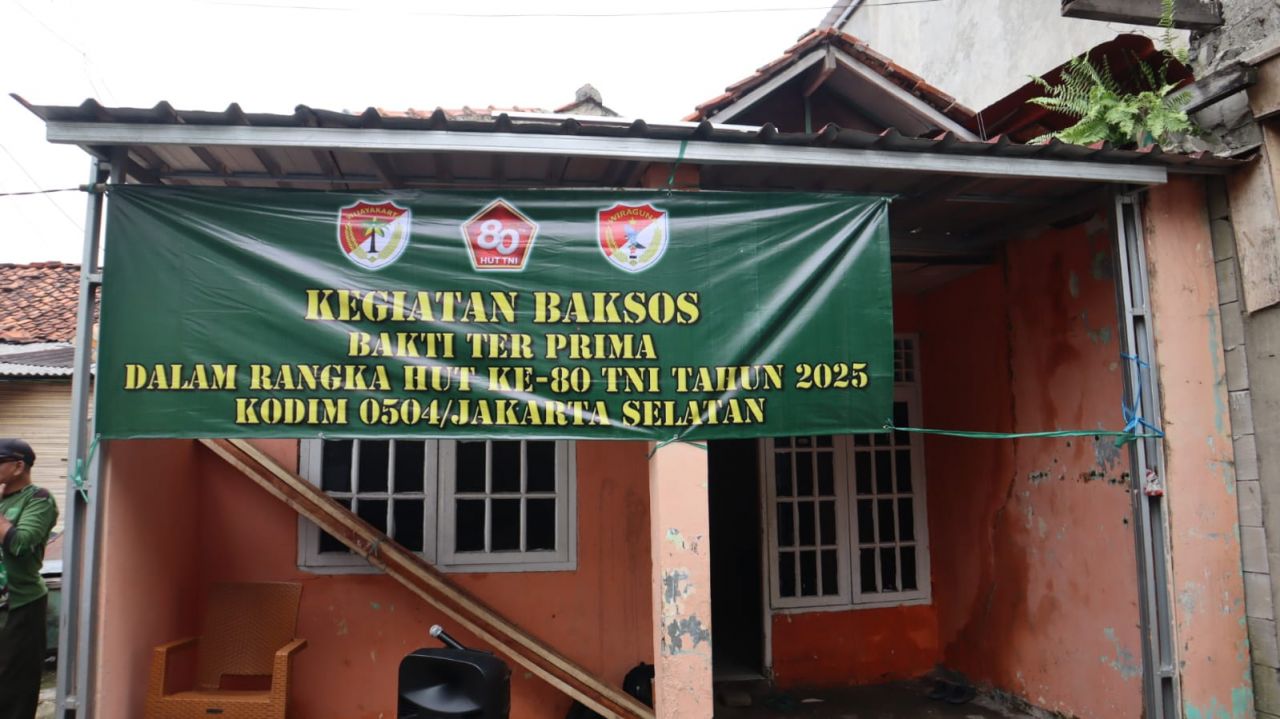 JAYAKARTA
80
HUT TNI
WIRAGUNA
KEGIATAN BAKSOS
BAKTI TER PRIMA
DALAM RANGKA HUT KE-80 TNI TAHUN 2025
KODIM 0504/JAKARTA SELATAN